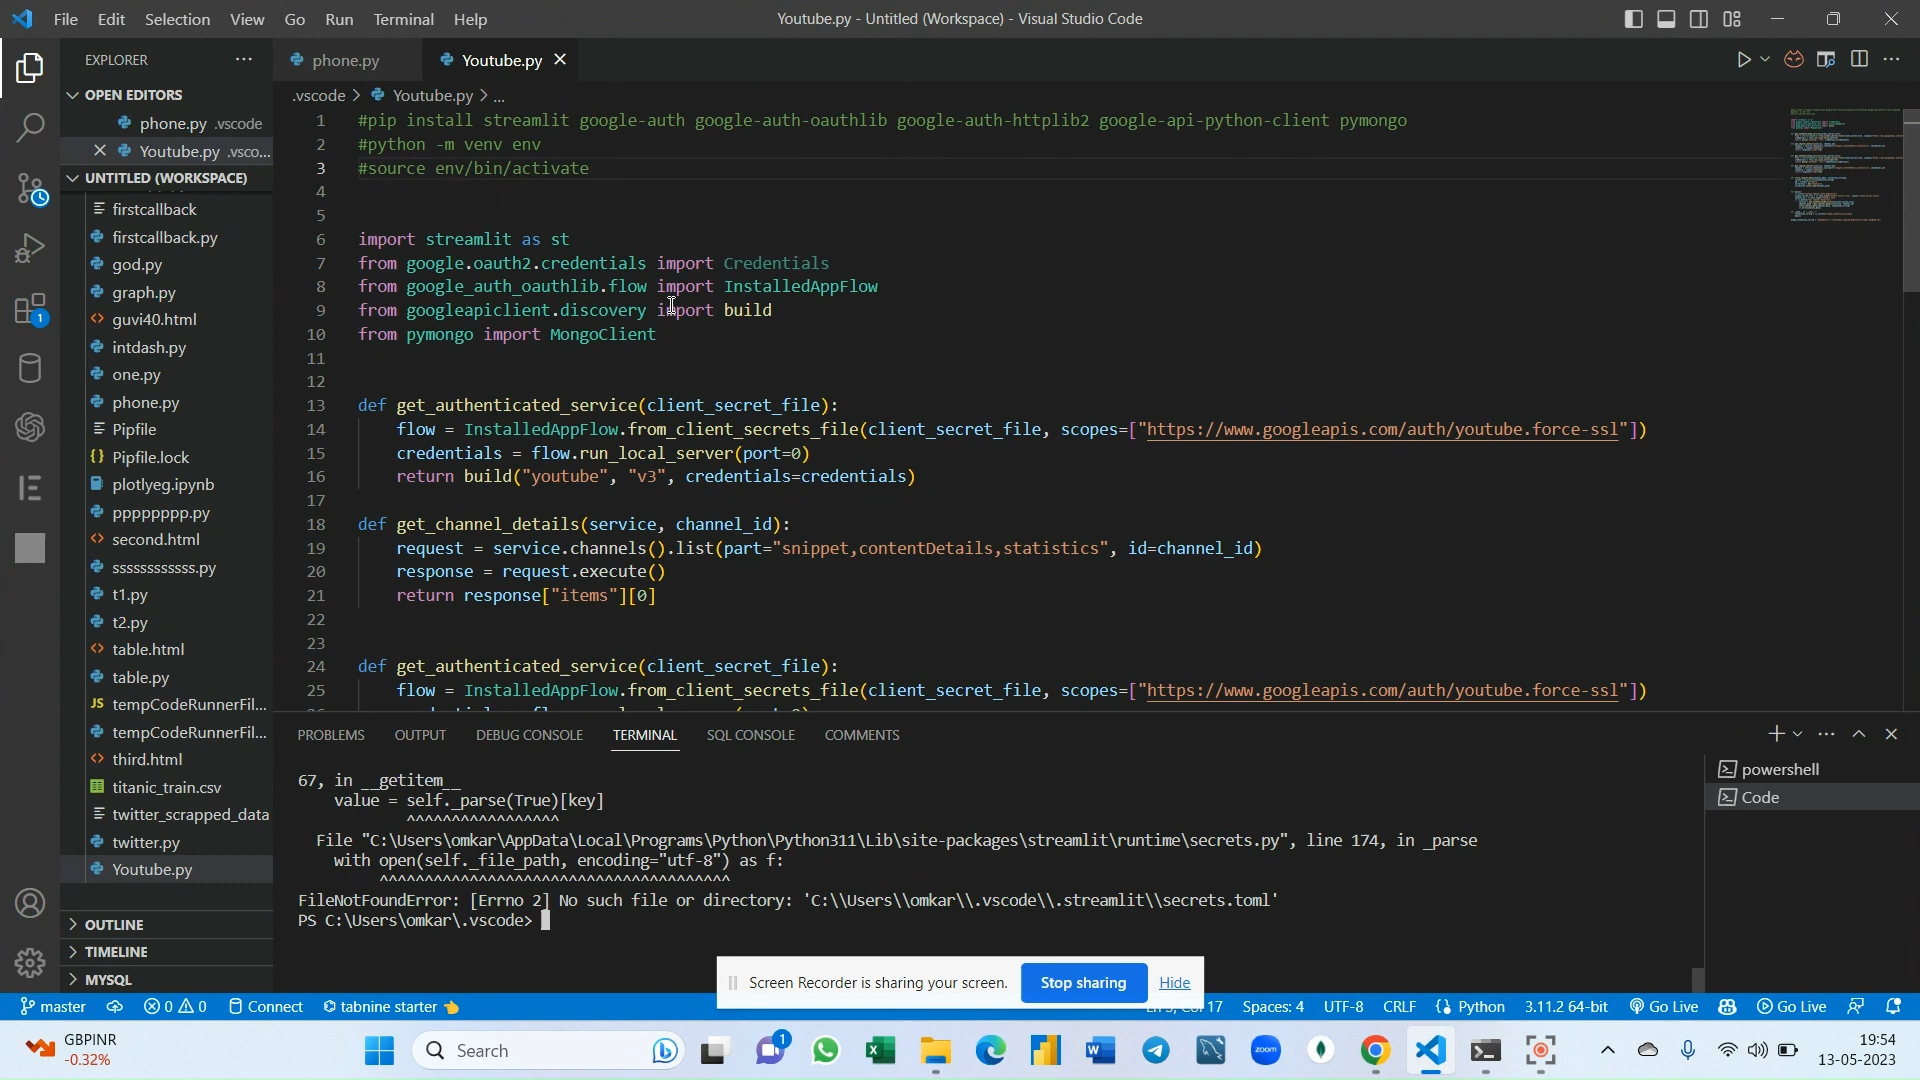 File Edit Selection View Go Run Terminal Help
Youtube.py - Untitled (Workspace) - Visual Studio Code
EXPLORER
phone.py
Youtube.py
OPEN EDITORS
phone.py .vscode
Youtube.py .vsco...
UNTITLED (WORKSPACE)
firstcallback
firstcallback.py
god.py
graph.py
guvi40.html
intdash.py
one.py
phone.py
Pipfile
Pipfile.lock
plotlyeg.ipynb
pppppppp.py
second.html
ssssssssssss.py
t1.py
t2.py
table.html
table.py
tempCodeRunnerFil...
tempCodeRunnerFil...
third.html
titanic_train.csv
twitter_scrapped_data
twitter.py
Youtube.py
OUTLINE
TIMELINE
MYSQL
.vscode > Youtube.py > ...
1 #pip install streamlit google-auth google-auth-oauthlib google-auth-httplib2 google-api-python-client pymongo
2 #python -m venv env
3 #source env/bin/activate
4
5
6 import streamlit as st
7 from google.oauth2.credentials import Credentials
8 from google_auth_oauthlib.flow import InstalledAppFlow
9 from googleapiclient.discovery import build
10 from pymongo import MongoClient
11
12
13 def get_authenticated_service(client_secret_file):
14 flow = InstalledAppFlow.from_client_secrets_file(client_secret_file, scopes=["https://www.googleapis.com/auth/youtube.force-ssl"])
15 credentials = flow.run_local_server(port=0)
16 return build("youtube", "v3", credentials=credentials)
17
18 def get_channel_details(service, channel_id):
19 request = service.channels().list(part="snippet,contentDetails,statistics", id=channel_id)
20 response = request.execute()
21 return response["items"][0]
22
23
24 def get_authenticated_service(client_secret_file):
25 flow = InstalledAppFlow.from_client_secrets_file(client_secret_file, scopes=["https://www.googleapis.com/auth/youtube.force-ssl"])
PROBLEMS OUTPUT DEBUG CONSOLE TERMINAL SQL CONSOLE COMMENTS
67, in __getitem__
value = self._parse(True)[key]
^^^^^^^^^^^^^^^^^
File "C:\Users\omkar\AppData\Local\Programs\Python\Python311\Lib\site-packages\streamlit\runtime\secrets.py", line 174, in _parse
with open(self._file_path, encoding="utf-8") as f:
^^^^^^^^^^^^^^^^^^^^^^^^^^^^^^^^^^^^^^^
FileNotFoundError: [Errno 2] No such file or directory: 'C:\\Users\\omkar\\.vscode\\.streamlit\\secrets.toml'
PS C:\Users\omkar\.vscode>
powershell
Code
Screen Recorder is sharing your screen. Stop sharing Hide
master 0 0 Connect tabnine starter
17 Spaces: 4 UTF-8 CRLF Python 3.11.2 64-bit Go Live Go Live
GBPINR
-0.32%
Search
1
zoom
19:54
13-05-2023